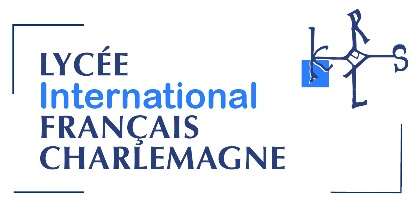 LYCÉE
International
FRANÇAIS
CHARLEMAGNE
K R L S